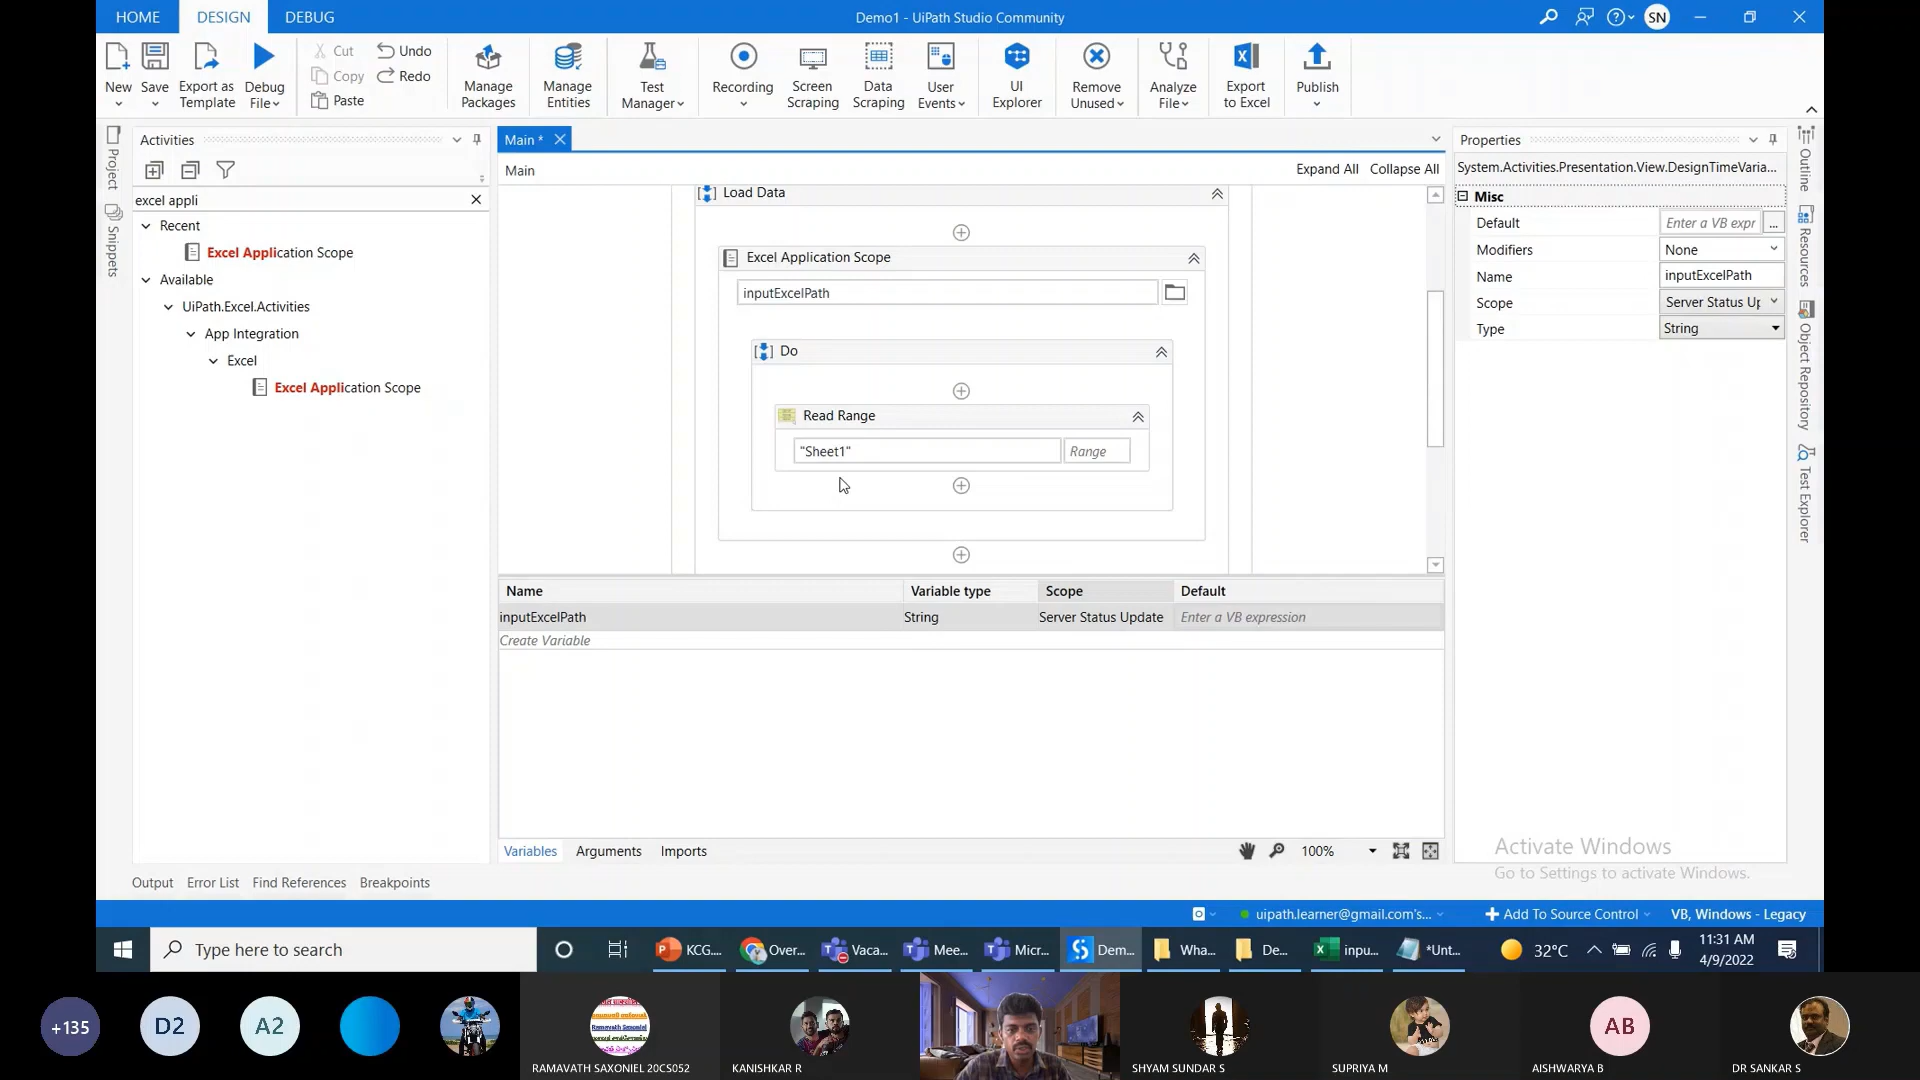 HOME DESIGN DEBUG Demo1 - UiPath Studio Community SN
Cut Undo
Copy Redo
Paste
New Save Export as Template Debug File Manage Packages Manage Entities Test Manager Recording Screen Scraping Data Scraping User Events UI Explorer Remove Unused Analyze File Export to Excel Publish
Project
Snippets
Activities
excel appli
Recent
Excel Application Scope
Available
UiPath.Excel.Activities
App Integration
Excel
Excel Application Scope
Main *
Main Expand All Collapse All
Load Data
Excel Application Scope
inputExcelPath
Do
Read Range
"Sheet1" Range
Name Variable type Scope Default
inputExcelPath String Server Status Update Enter a VB expression
Create Variable
Variables Arguments Imports 100%
Properties
System.Activities.Presentation.View.DesignTimeVaria...
Misc
Default Enter a VB expr ...
Modifiers None
Name inputExcelPath
Scope Server Status Up
Type String
Outline
Resources
Object Repository
Test Explorer
Activate Windows
Go to Settings to activate Windows.
Output Error List Find References Breakpoints
uipath.learner@gmail.com's... Add To Source Control VB, Windows - Legacy
Type here to search KCG... Over... Vaca... Mee... Micr... Dem... Wha... De... inpu... *Unt... 32°C 11:31 AM
4/9/2022
+135 D2 A2 AB
RAMAVATH SAXONIEL 20CS052 KANISHKAR R SHYAM SUNDAR S SUPRIYA M AISHWARYA B DR SANKAR S